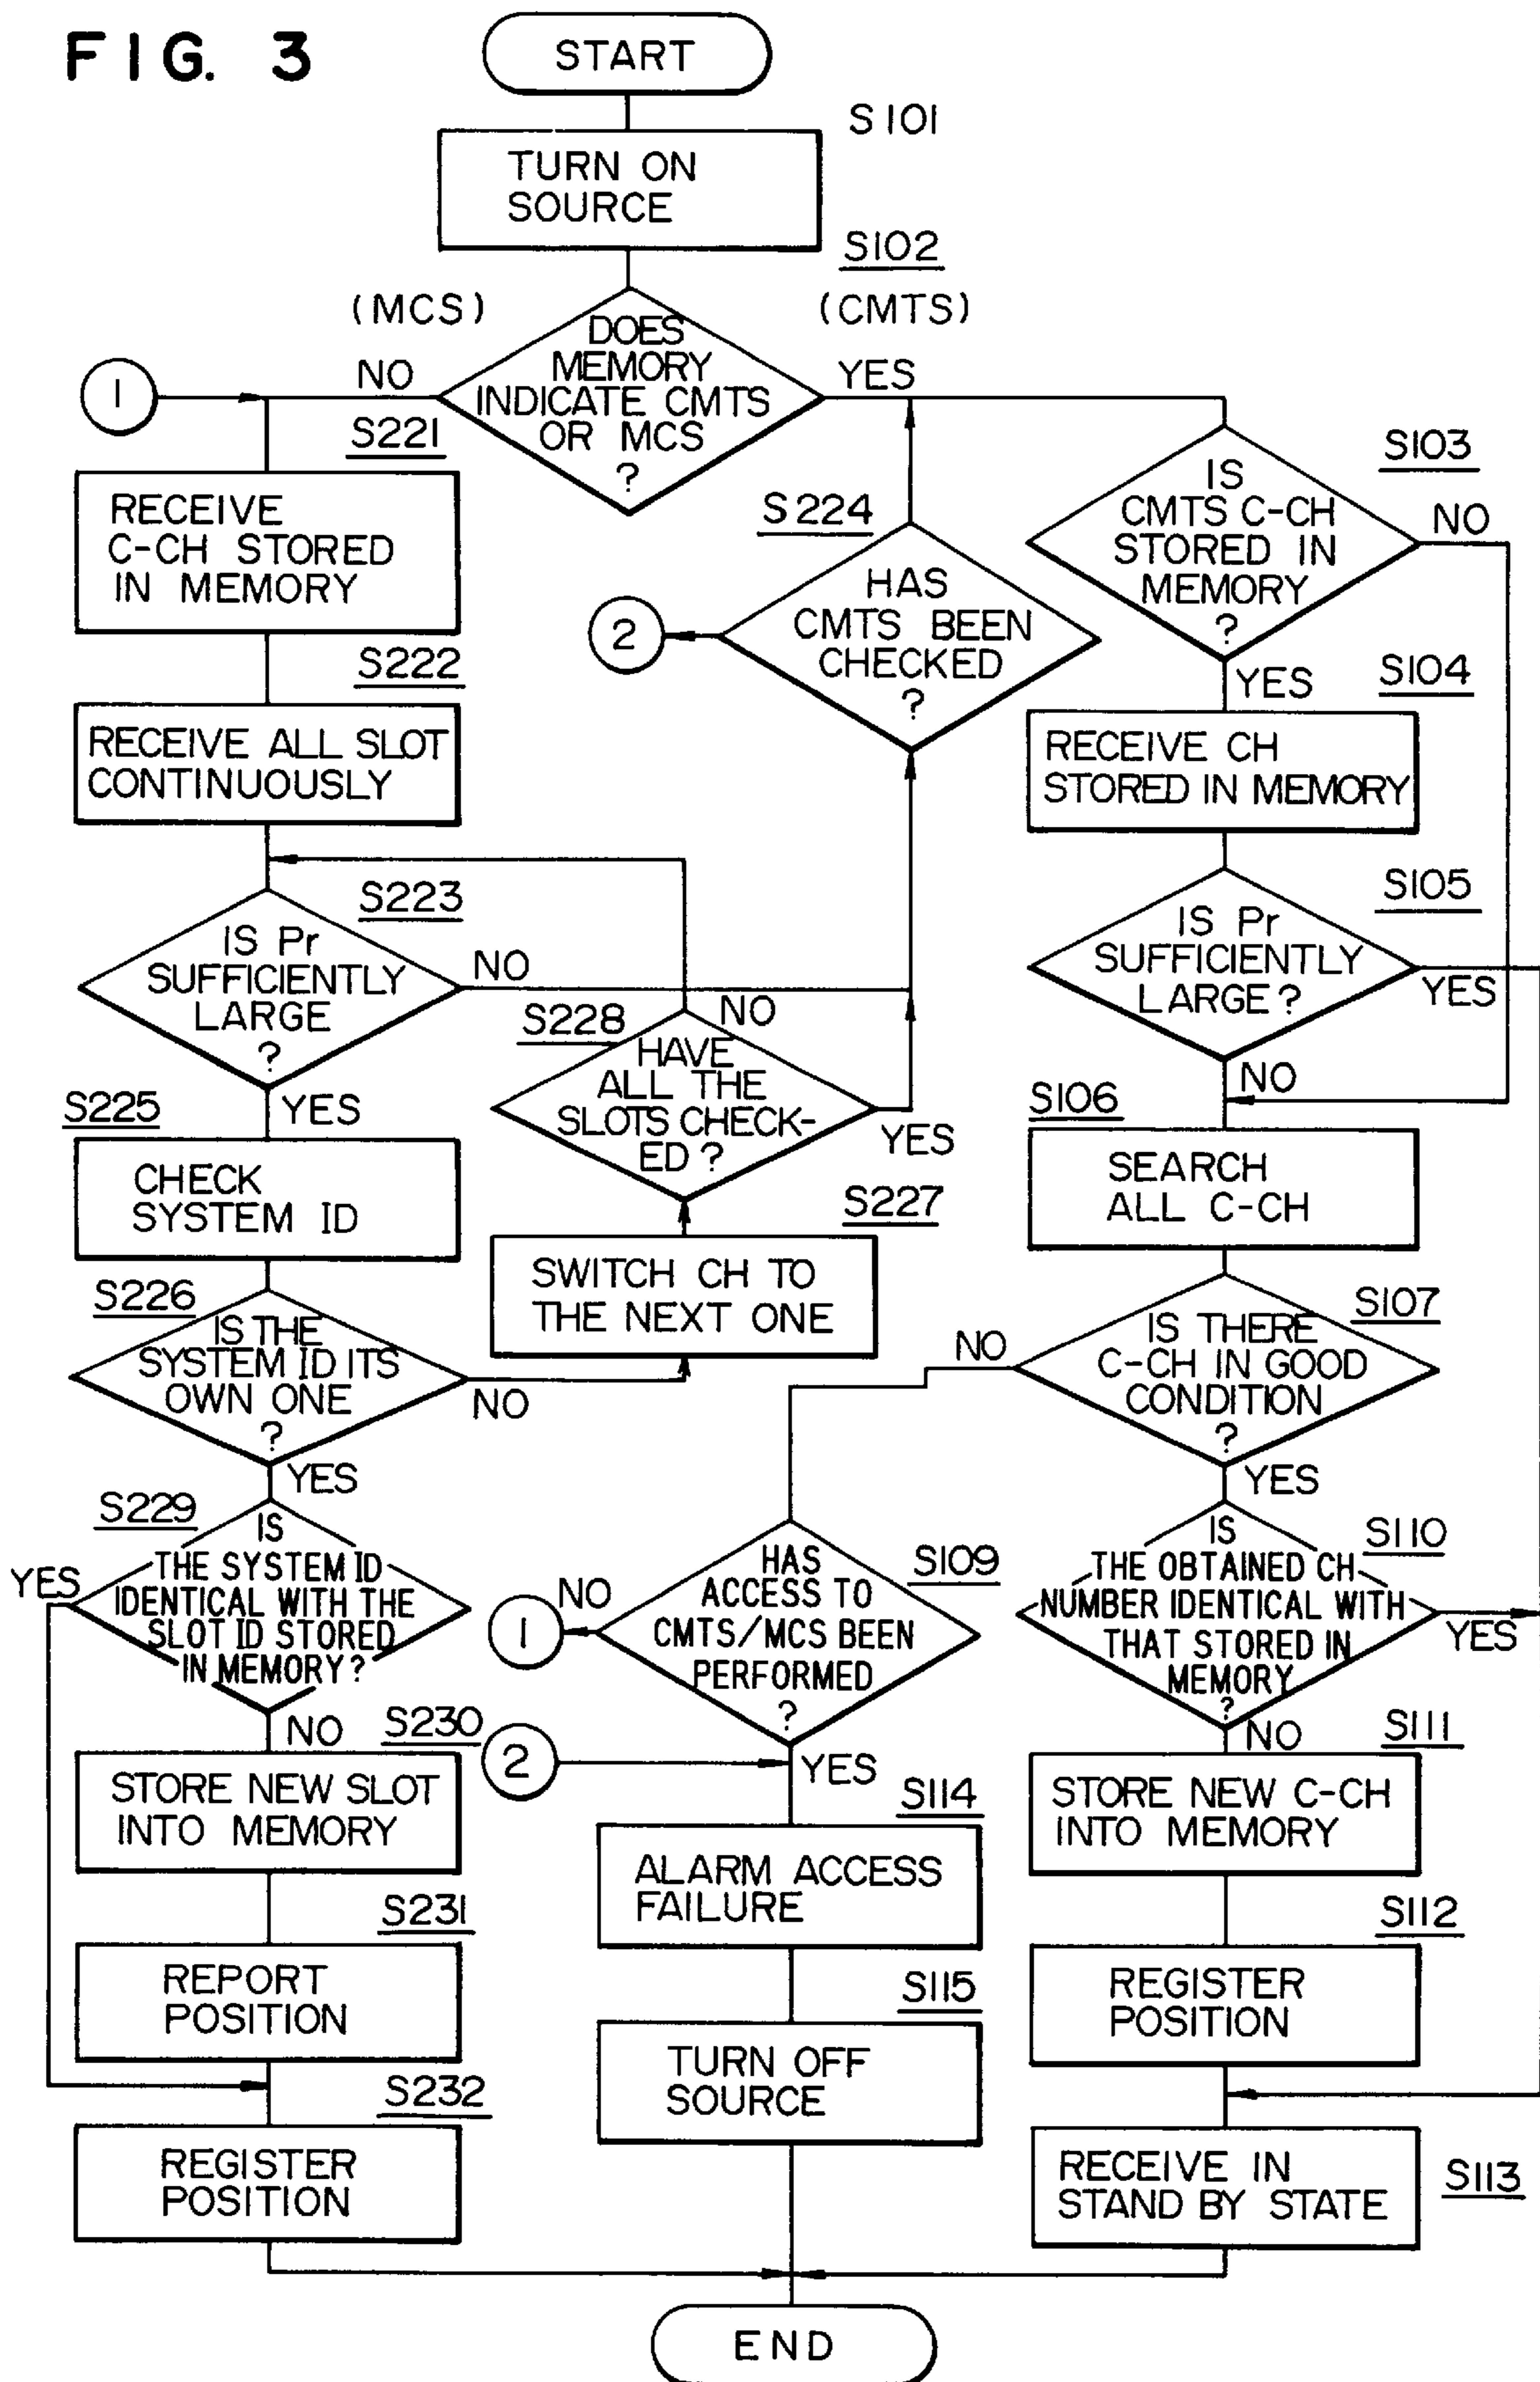 FIG. 3
START
S101
TURN ON
SOURCE
S102
(MCS)
(CMTS)
DOES
MEMORY
INDICATE CMTS
OR MCS
?
NO
YES
1
S221
RECEIVE
C-CH STORED
IN MEMORY
S222
RECEIVE ALL SLOT
CONTINUOUSLY
S223
IS Pr
SUFFICIENTLY
LARGE
?
NO
YES
S224
HAS
CMTS BEEN
CHECKED
?
2
S225
CHECK
SYSTEM ID
S226
IS THE
SYSTEM ID ITS
OWN ONE
?
NO
YES
S227
SWITCH CH TO
THE NEXT ONE
S228
HAVE
ALL THE
SLOTS CHECK-
ED?
NO
YES
S229
IS
THE SYSTEM ID
IDENTICAL WITH THE
SLOT ID STORED
IN MEMORY?
YES
NO
S230
STORE NEW SLOT
INTO MEMORY
S231
REPORT
POSITION
S232
REGISTER
POSITION
S103
IS
CMTS C-CH
STORED IN
MEMORY
?
NO
YES
S104
RECEIVE CH
STORED IN MEMORY
S105
IS Pr
SUFFICIENTLY
LARGE?
YES
NO
S106
SEARCH
ALL C-CH
S107
IS THERE
C-CH IN GOOD
CONDITION
?
NO
YES
S109
HAS
ACCESS TO
CMTS/MCS BEEN
PERFORMED
?
NO
1
YES
2
S110
IS
THE OBTAINED CH
NUMBER IDENTICAL WITH
THAT STORED IN
MEMORY
?
YES
NO
S111
STORE NEW C-CH
INTO MEMORY
S112
REGISTER
POSITION
S113
RECEIVE IN
STAND BY STATE
S114
ALARM ACCESS
FAILURE
S115
TURN OFF
SOURCE
END